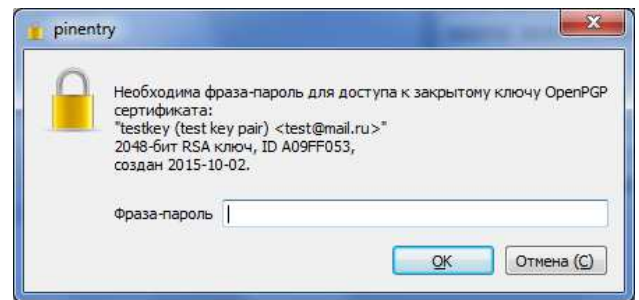 pinentry
Необходима фраза-пароль для доступа к закрытому ключу OpenPGP
сертификата:
"testkey (test key pair) <test@mail.ru>"
2048-бит RSA ключ, ID A09FF053,
создан 2015-10-02.
Фраза-пароль
OK
Отмена (C)